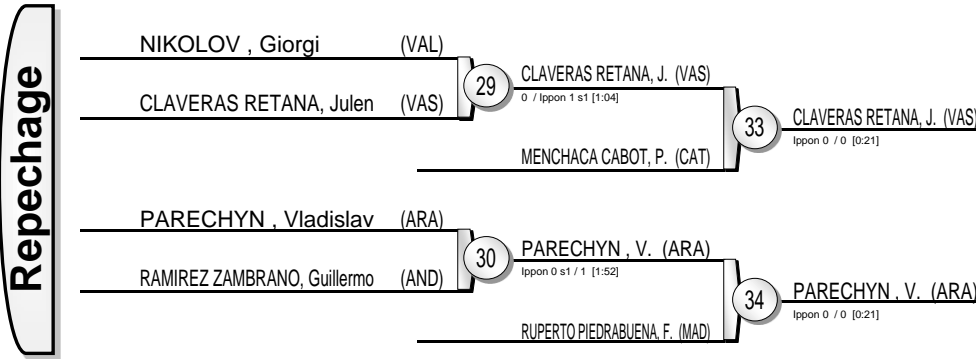 Repechage
NIKOLOV , Giorgi (VAL)
CLAVERAS RETANA, Julen (VAS)
29
CLAVERAS RETANA, J. (VAS)
0 / Ippon 1 s1 [1:04]
MENCHACA CABOT, P. (CAT)
33
CLAVERAS RETANA, J. (VAS)
Ippon 0 / 0 [0:21]
PARECHYN , Vladislav (ARA)
RAMIREZ ZAMBRANO, Guillermo (AND)
30
PARECHYN , V. (ARA)
Ippon 0 s1 / 1 [1:52]
RUPERTO PIEDRABUENA, F. (MAD)
34
PARECHYN , V. (ARA)
Ippon 0 / 0 [0:21]